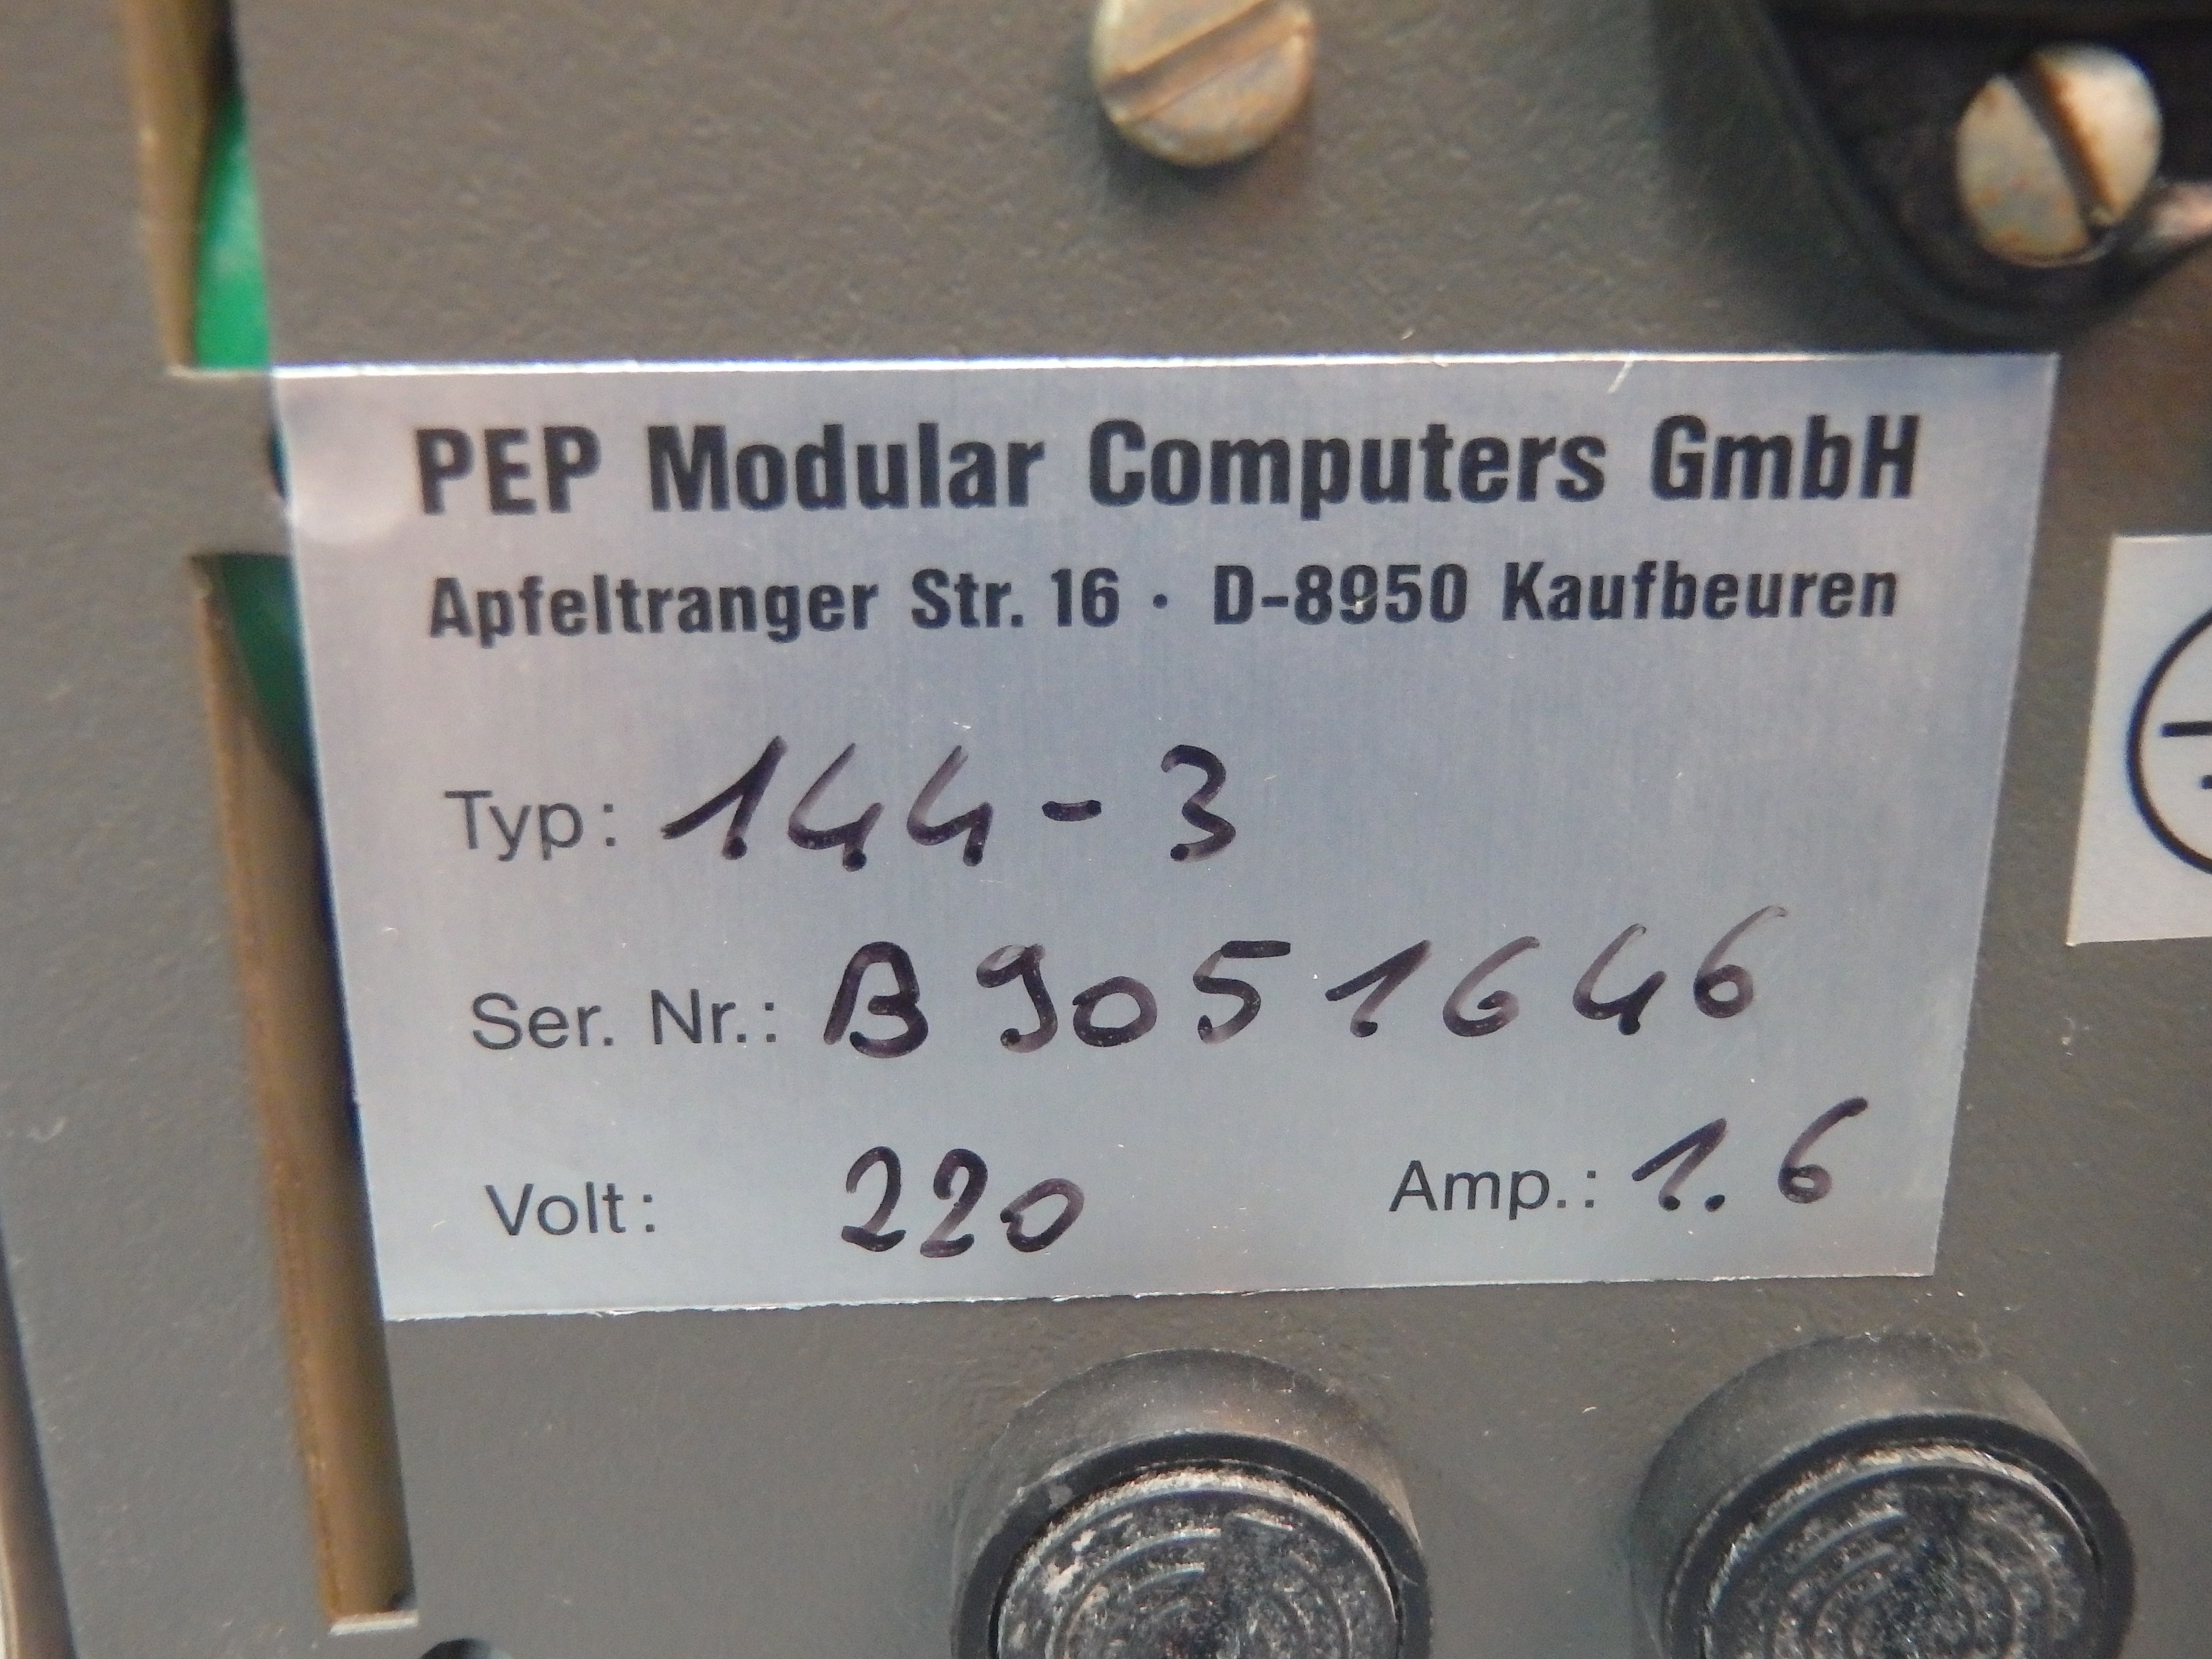 PEP Modular Computers GmbH
Apfeltranger Str. 16 · D-8950 Kaufbeuren
Typ: 144-3
Ser. Nr.: B9051646
Volt: 220 Amp.: 1.6